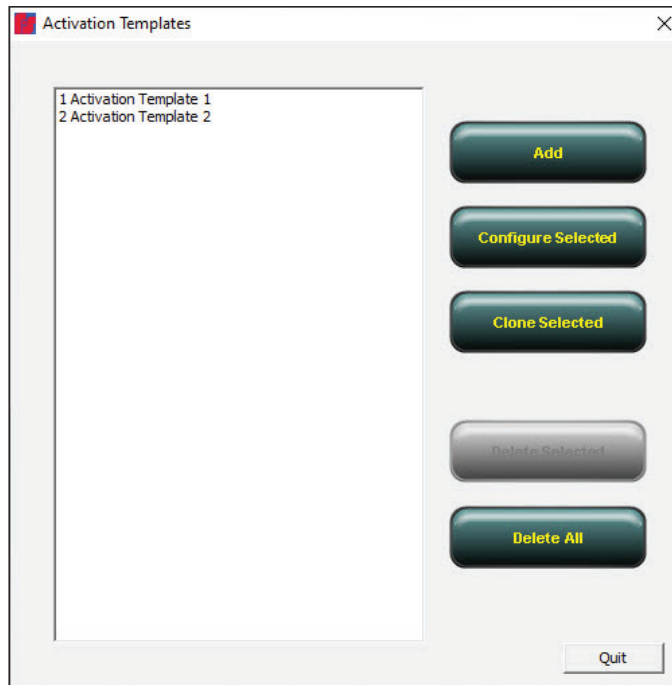 Activation Templates
1 Activation Template 1
2 Activation Template 2
Add
Configure Selected
Clone Selected
Delete Selected
Delete All
Quit